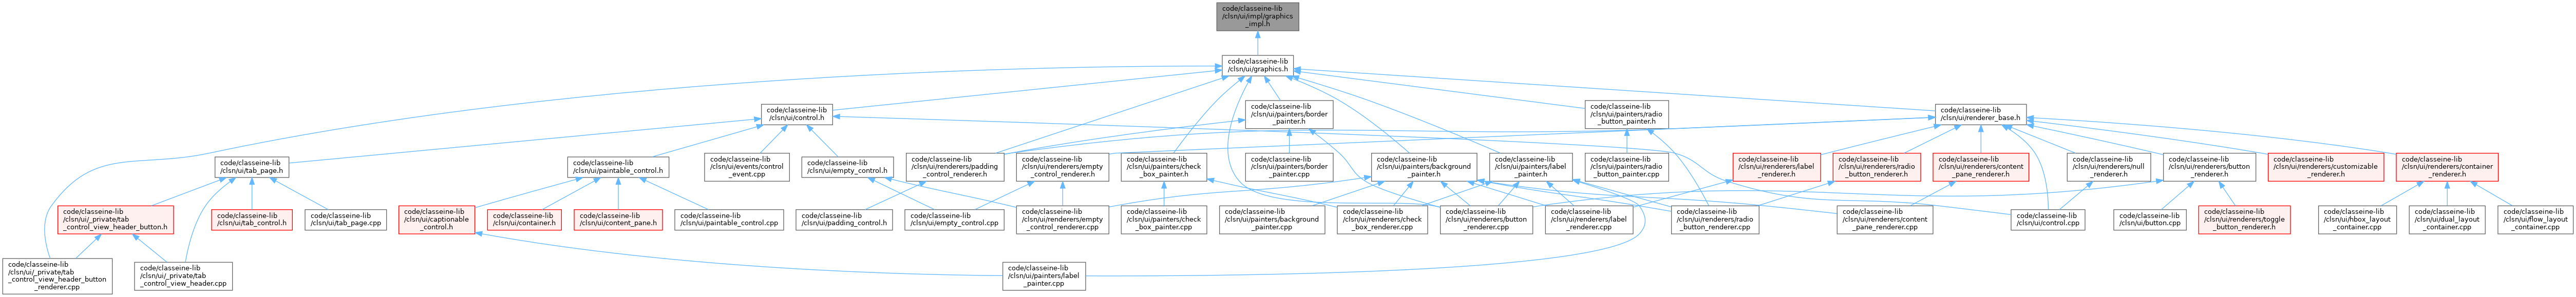 code/classeine-lib
/clsn/ui/impl/graphics
_impl.h
code/classeine-lib
/clsn/ui/graphics.h
code/classeine-lib
/clsn/ui/control.h
code/classeine-lib
/clsn/ui/painters/border
_painter.h
code/classeine-lib
/clsn/ui/painters/radio
_button_painter.h
code/classeine-lib
/clsn/ui/renderer_base.h
code/classeine-lib
/clsn/ui/tab_page.h
code/classeine-lib
/clsn/ui/paintable_control.h
code/classeine-lib
/clsn/ui/events/control
_event.cpp
code/classeine-lib
/clsn/ui/empty_control.h
code/classeine-lib
/clsn/ui/renderers/padding
_control_renderer.h
code/classeine-lib
/clsn/ui/renderers/empty
_control_renderer.h
code/classeine-lib
/clsn/ui/painters/check
_box_painter.h
code/classeine-lib
/clsn/ui/painters/border
_painter.cpp
code/classeine-lib
/clsn/ui/painters/background
_painter.h
code/classeine-lib
/clsn/ui/painters/label
_painter.h
code/classeine-lib
/clsn/ui/painters/radio
_button_painter.cpp
code/classeine-lib
/clsn/ui/renderers/label
_renderer.h
code/classeine-lib
/clsn/ui/renderers/radio
_button_renderer.h
code/classeine-lib
/clsn/ui/renderers/content
_pane_renderer.h
code/classeine-lib
/clsn/ui/renderers/null
_renderer.h
code/classeine-lib
/clsn/ui/renderers/button
_renderer.h
code/classeine-lib
/clsn/ui/renderers/customizable
_renderer.h
code/classeine-lib
/clsn/ui/renderers/container
_renderer.h
code/classeine-lib
/clsn/ui/_private/tab
_control_view_header_button.h
code/classeine-lib
/clsn/ui/tab_control.h
code/classeine-lib
/clsn/ui/tab_page.cpp
code/classeine-lib
/clsn/ui/captionable
_control.h
code/classeine-lib
/clsn/ui/container.h
code/classeine-lib
/clsn/ui/content_pane.h
code/classeine-lib
/clsn/ui/paintable_control.cpp
code/classeine-lib
/clsn/ui/padding_control.h
code/classeine-lib
/clsn/ui/empty_control.cpp
code/classeine-lib
/clsn/ui/renderers/empty
_control_renderer.cpp
code/classeine-lib
/clsn/ui/painters/check
_box_painter.cpp
code/classeine-lib
/clsn/ui/painters/background
_painter.cpp
code/classeine-lib
/clsn/ui/renderers/check
_box_renderer.cpp
code/classeine-lib
/clsn/ui/renderers/button
_renderer.cpp
code/classeine-lib
/clsn/ui/renderers/label
_renderer.cpp
code/classeine-lib
/clsn/ui/renderers/radio
_button_renderer.cpp
code/classeine-lib
/clsn/ui/renderers/content
_pane_renderer.cpp
code/classeine-lib
/clsn/ui/control.cpp
code/classeine-lib
/clsn/ui/button.cpp
code/classeine-lib
/clsn/ui/renderers/toggle
_button_renderer.h
code/classeine-lib
/clsn/ui/hbox_layout
_container.cpp
code/classeine-lib
/clsn/ui/dual_layout
_container.cpp
code/classeine-lib
/clsn/ui/flow_layout
_container.cpp
code/classeine-lib
/clsn/ui/_private/tab
_control_view_header_button
_renderer.cpp
code/classeine-lib
/clsn/ui/_private/tab
_control_view_header.cpp
code/classeine-lib
/clsn/ui/painters/label
_painter.cpp